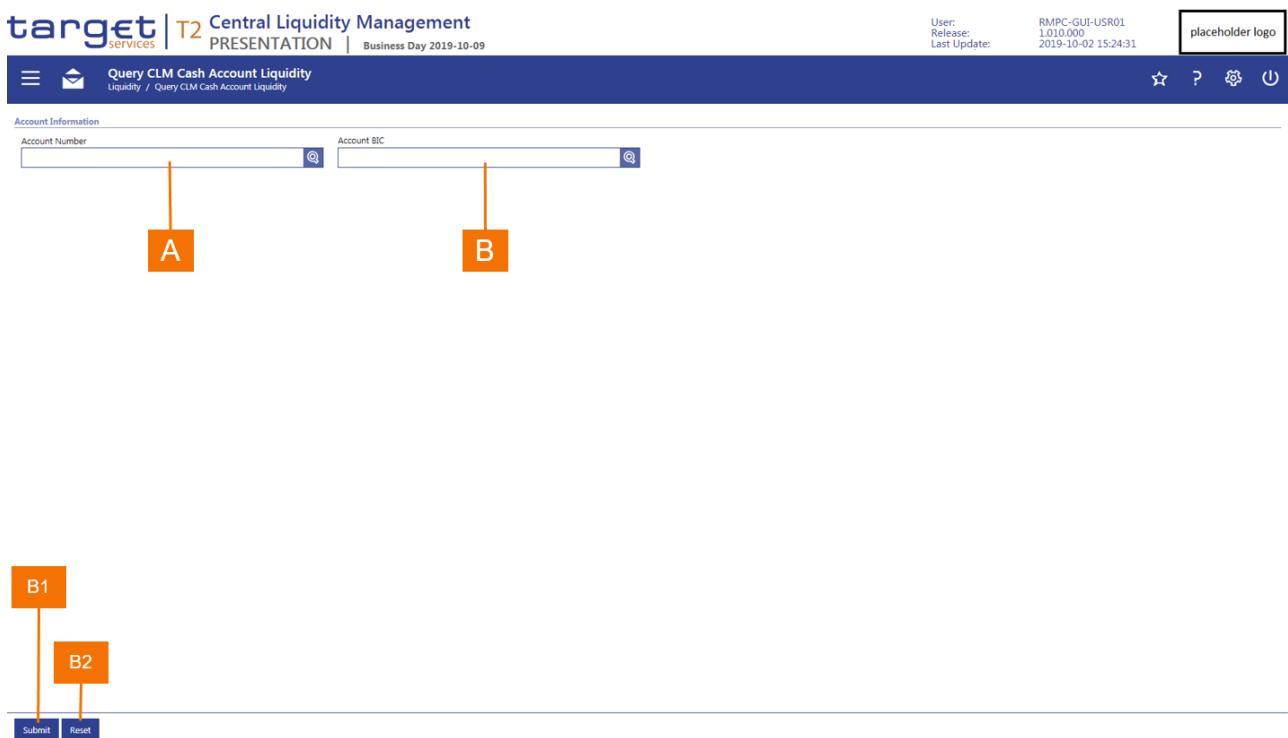 target services | T2 Central Liquidity Management
PRESENTATION | Business Day 2019-10-09
User: RMPC-GUI-USR01
Release: 1.010.000
Last Update: 2019-10-02 15:24:31
placeholder logo
Query CLM Cash Account Liquidity
Liquidity / Query CLM Cash Account Liquidity
?
Account Information
Account Number
Account BIC
A
B
B1
B2
Submit
Reset